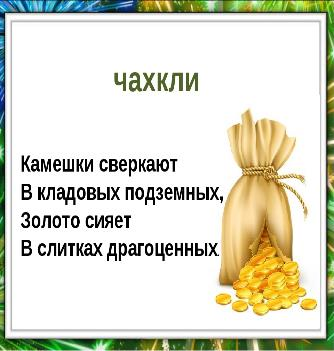 чахкли
Камешки сверкают
В кладовых подземных,
Золото сияет
В слитках драгоценных.